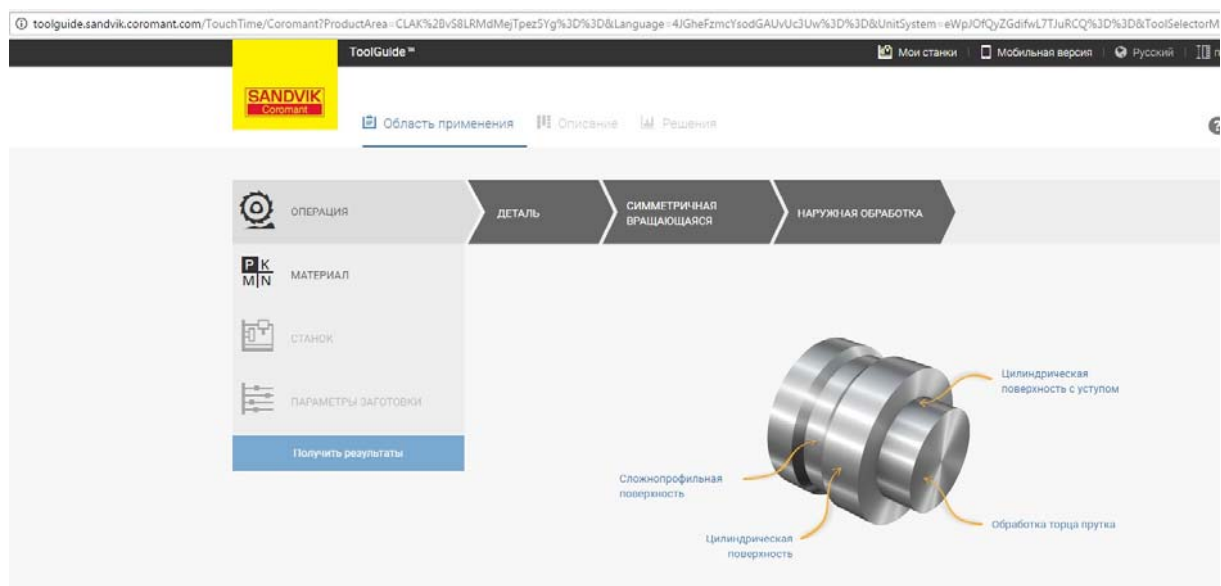 toolguide.sandvik.coromant.com/TouchTime/Coromant?ProductArea=CLAK%2BvS8LRMdMejTpez5Yg%3D%3D&Language=4JGheFzmcYsodGAUvUc3Uw%3D%3D&UnitSystem=eWpJOfQyZGdifwL7TJuRCQ%3D%3D&ToolSelectorM
ToolGuide™ Мои станки Мобильная версия Русский
SANDVIK
Coromant
Область применения Описание Решения
ОПЕРАЦИЯ
ДЕТАЛЬ
СИММЕТРИЧНАЯ
ВРАЩАЮЩАЯСЯ
НАРУЖНАЯ ОБРАБОТКА
P K
M N
МАТЕРИАЛ
СТАНОК
ПАРАМЕТРЫ ЗАГОТОВКИ
Получить результаты
Цилиндрическая
поверхность с уступом
Сложнопрофильная
поверхность
Обработка торца прутка
Цилиндрическая
поверхность